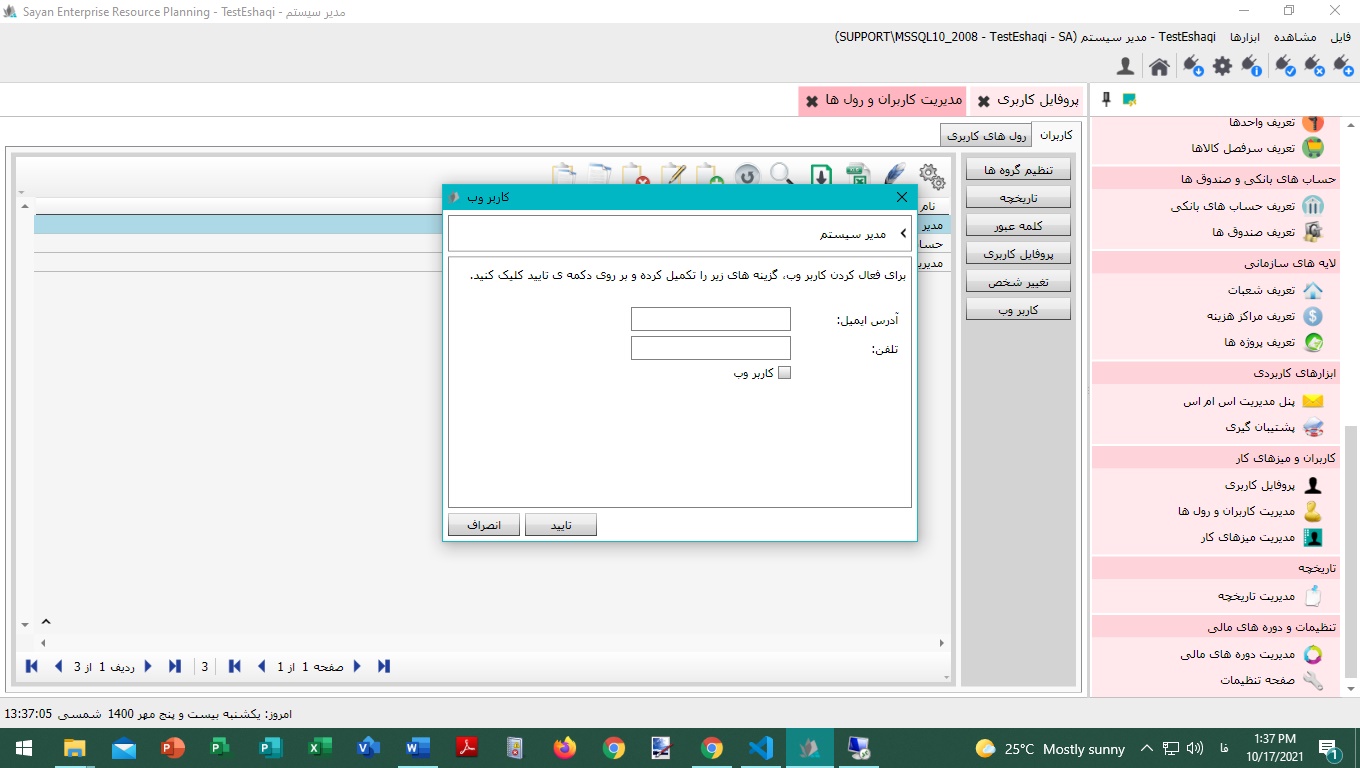 Sayan Enterprise Resource Planning - TestEshaqi - مدیر سیستم
فایل مشاهده ابزارها TestEshaqi - مدیر سیستم (SUPPORT\MSSQL10_2008 - TestEshaqi - SA)
پروفایل کاربری
مدیریت کاربران و رول ها
کاربران
رول های کاربری
تنظیم گروه ها
تاریخچه
کلمه عبور
پروفایل کاربری
تغییر شخص
کاربر وب
نام
مدیر
حسا
مدیری
کاربر وب
مدیر سیستم
برای فعال کردن کاربر وب، گزینه های زیر را تکمیل کرده و بر روی دکمه ی تایید کلیک کنید.
آدرس ایمیل:
تلفن:
کاربر وب
تایید
انصراف
تعریف واحدها
تعریف سرفصل کالاها
حساب های بانکی و صندوق ها
تعریف حساب های بانکی
تعریف صندوق ها
لایه های سازمانی
تعریف شعبات
تعریف مراکز هزینه
تعریف پروژه ها
ابزارهای کاربردی
پنل مدیریت اس ام اس
پشتیبان گیری
کاربران و میزهای کار
پروفایل کاربری
مدیریت کاربران و رول ها
مدیریت میزهای کار
تاریخچه
مدیریت تاریخچه
تنظیمات و دوره های مالی
مدیریت دوره های مالی
صفحه تنظیمات
ردیف 1 از 3
3
صفحه 1 از 1
امروز: یکشنبه بیست و پنج مهر 1400 شمسی 13:37:05
25°C Mostly sunny
فا
1:37 PM
10/17/2021
1